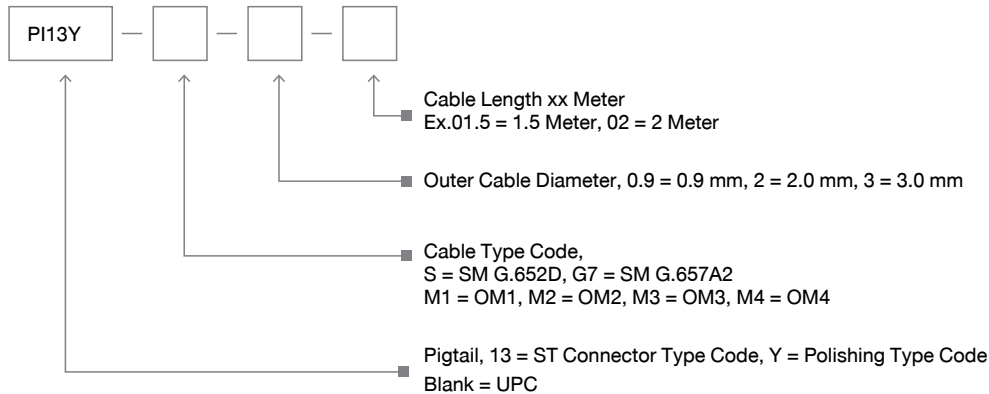 PI13Y
Cable Length xx Meter
Ex.01.5 = 1.5 Meter, 02 = 2 Meter
Outer Cable Diameter, 0.9 = 0.9 mm, 2 = 2.0 mm, 3 = 3.0 mm
Cable Type Code,
S = SM G.652D, G7 = SM G.657A2
M1 = OM1, M2 = OM2, M3 = OM3, M4 = OM4
Pigtail, 13 = ST Connector Type Code, Y = Polishing Type Code
Blank = UPC